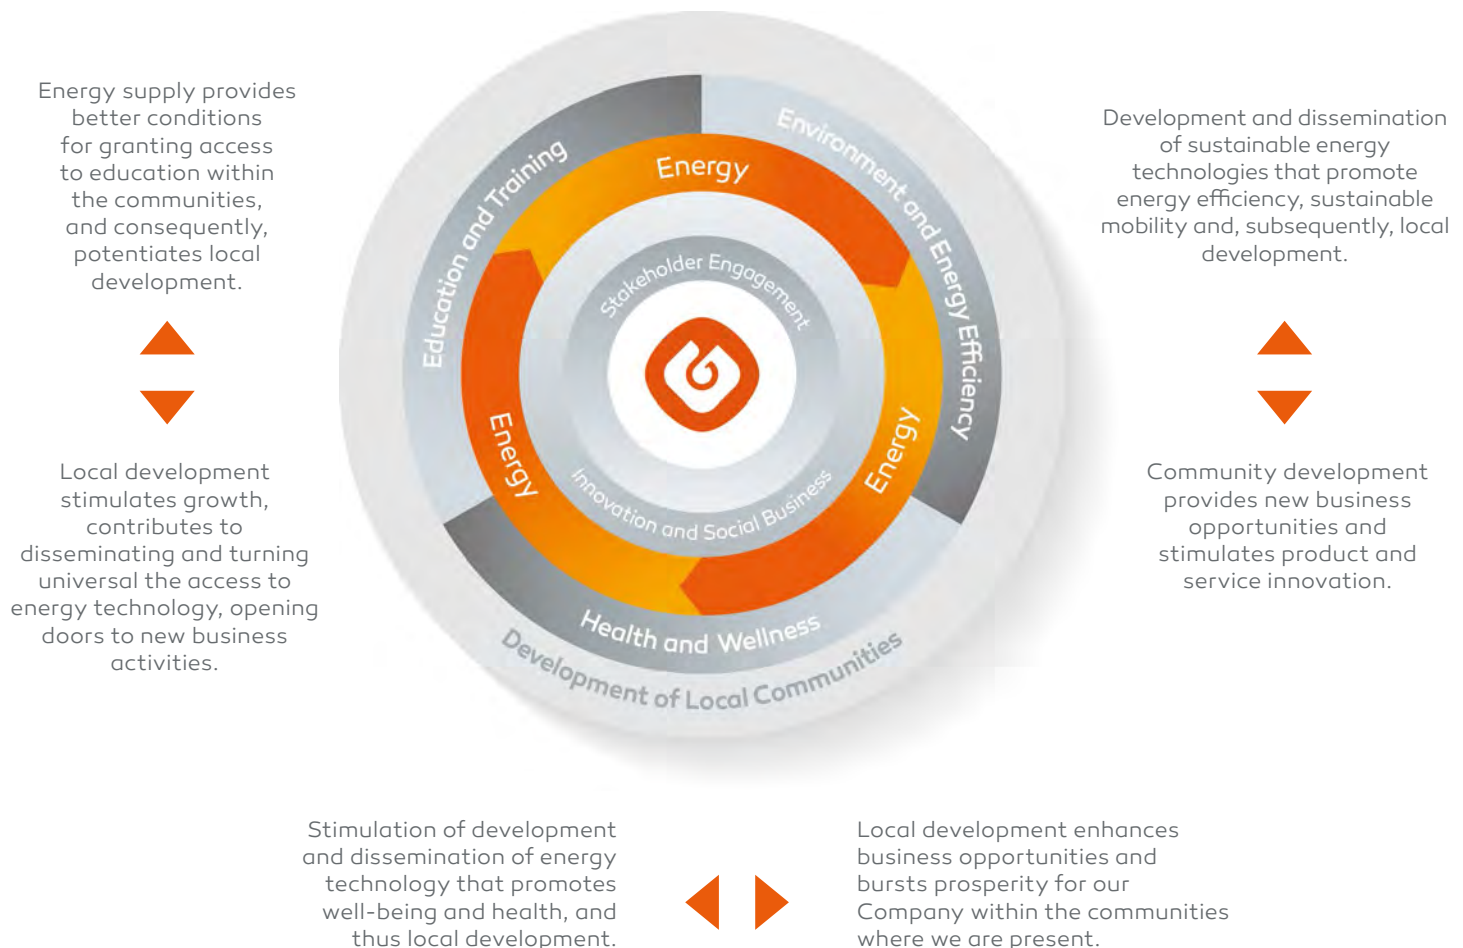 Energy supply provides
better conditions
for granting access
to education within
the communities,
and consequently,
potentiates local
development.
Local development
stimulates growth,
contributes to
disseminating and turning
universal the access to
energy technology, opening
doors to new business
activities.
Education and Training
Environment and Energy Efficiency
Energy
Stakeholder Engagement
Energy
Energy
Innovation and Social Business
Health and Wellness
Development of Local Communities
Development and dissemination
of sustainable energy
technologies that promote
energy efficiency, sustainable
mobility and, subsequently, local
development.
Community development
provides new business
opportunities and
stimulates product and
service innovation.
Stimulation of development
and dissemination of energy
technology that promotes
well-being and health, and
thus local development.
Local development enhances
business opportunities and
bursts prosperity for our
Company within the communities
where we are present.